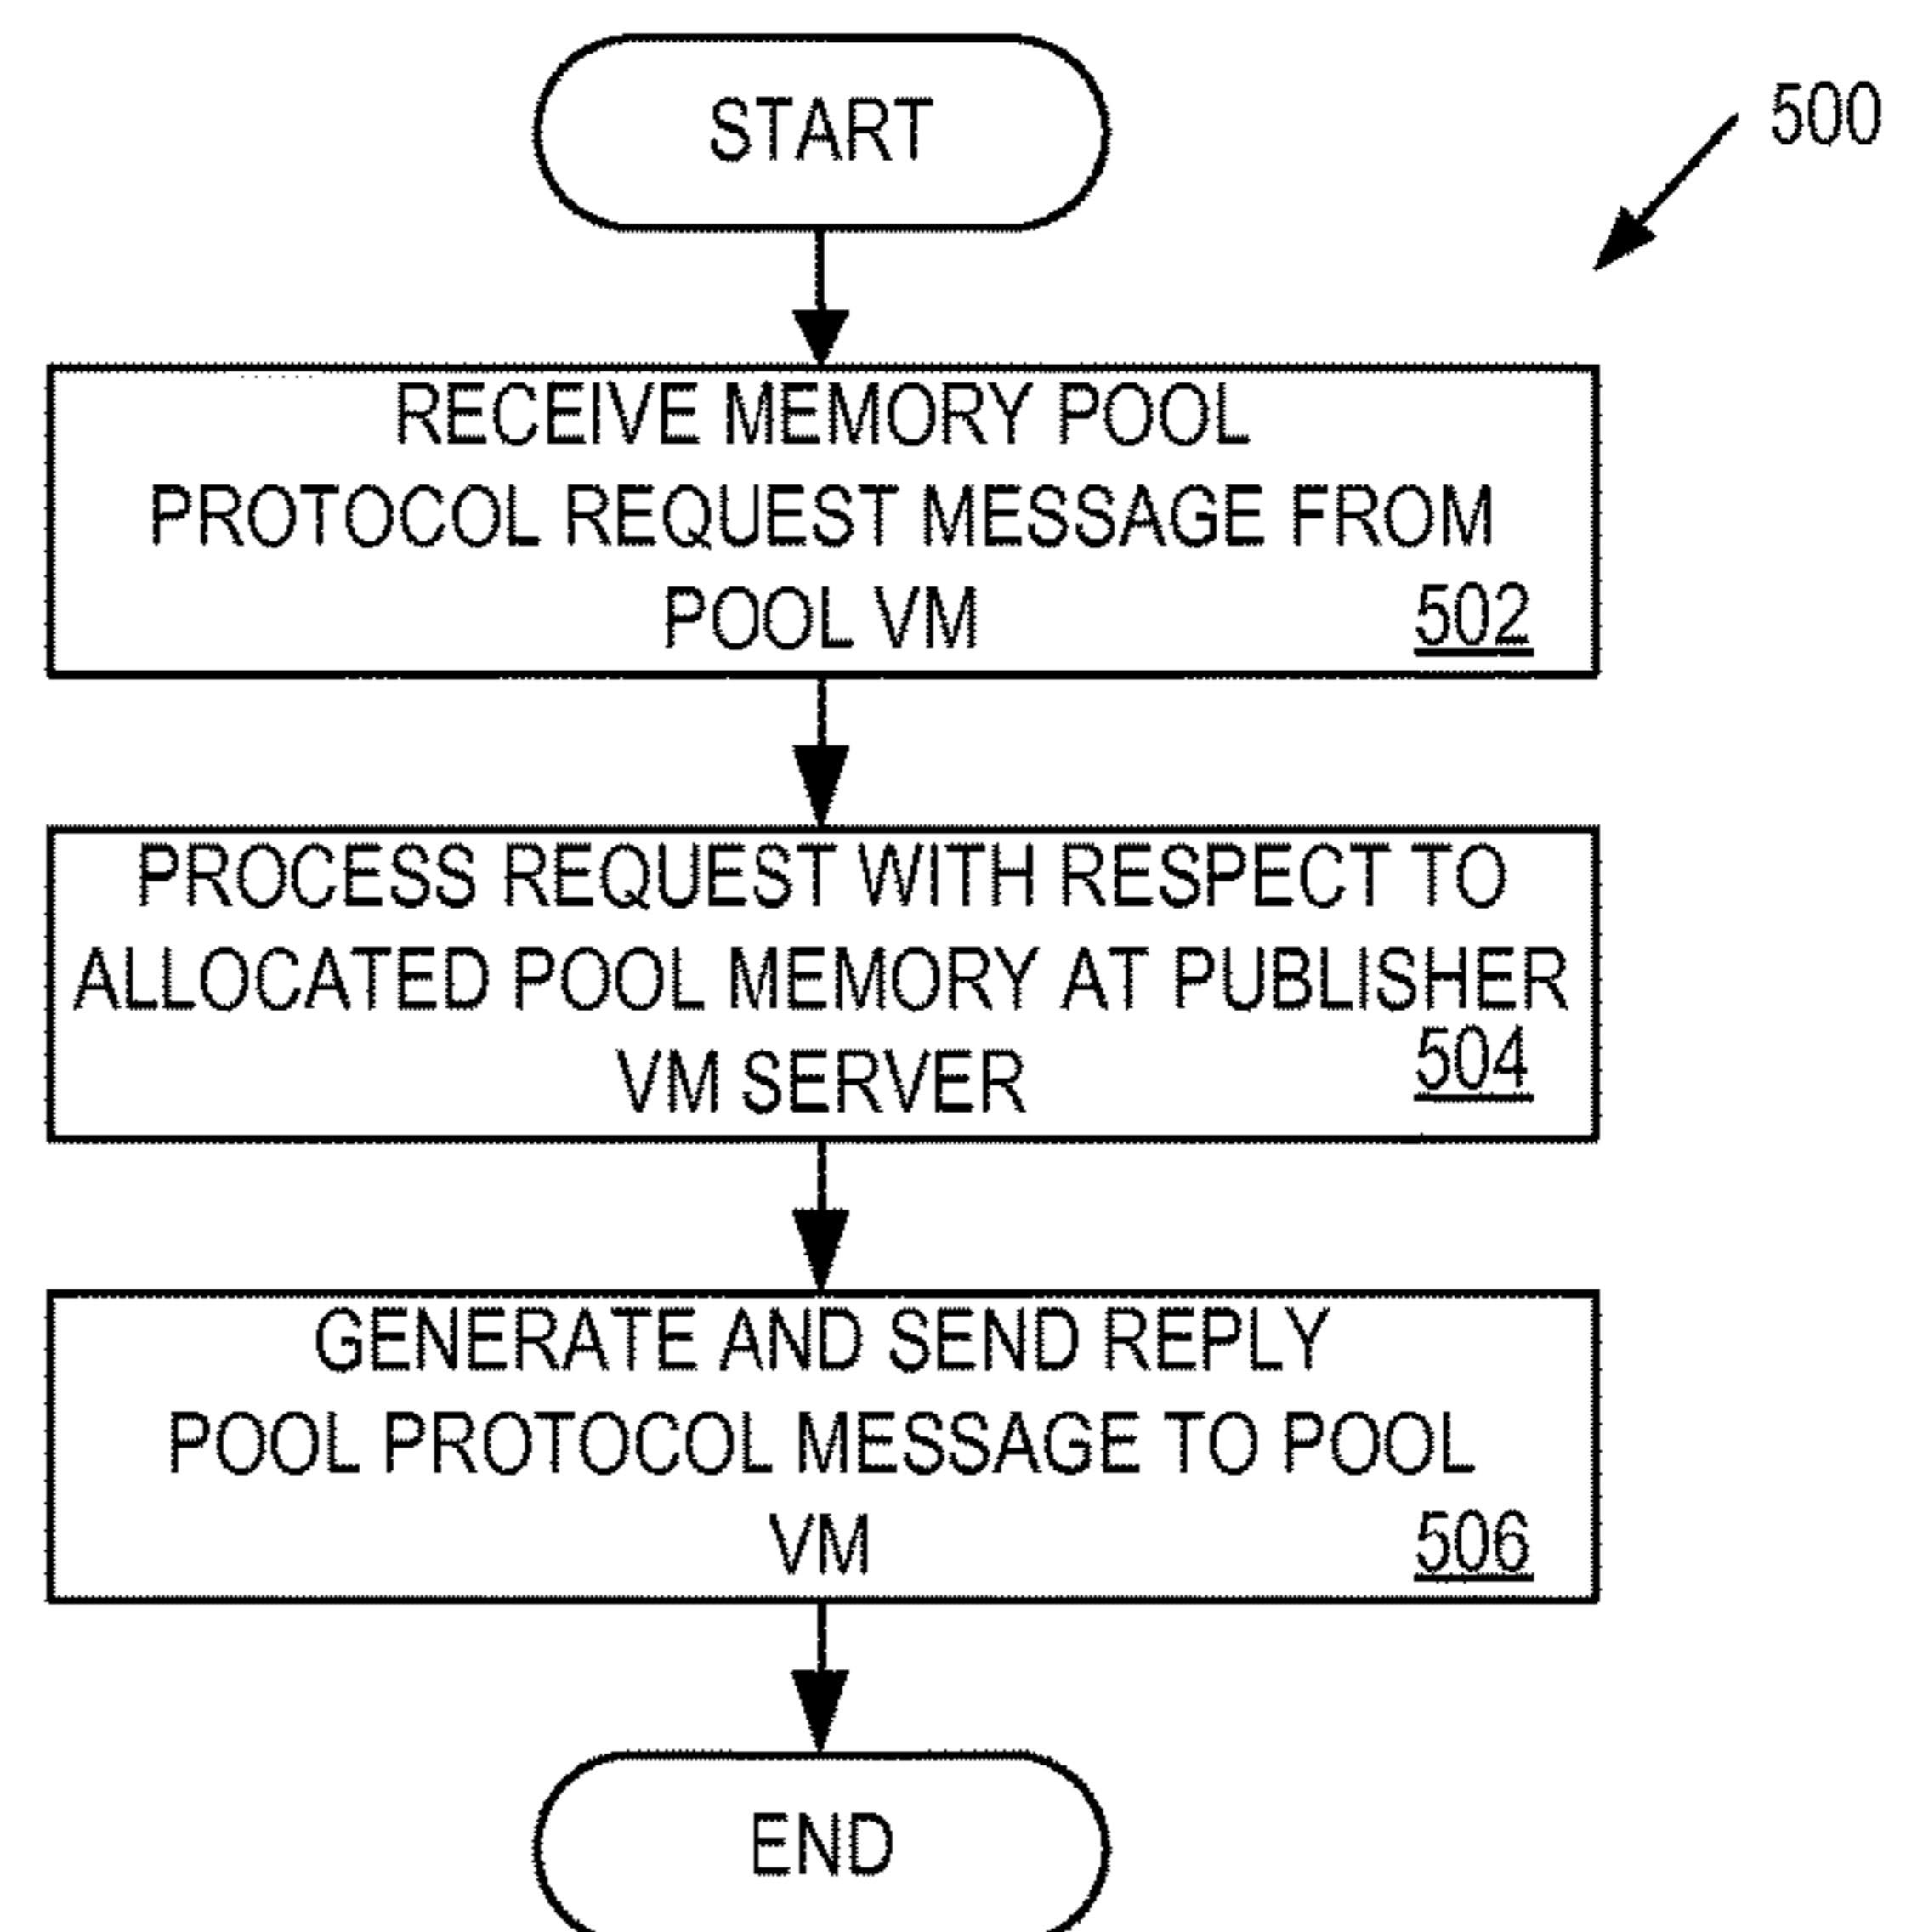 START
500
RECEIVE MEMORY POOL
PROTOCOL REQUEST MESSAGE FROM
POOL VM
502
PROCESS REQUEST WITH RESPECT TO
ALLOCATED POOL MEMORY AT PUBLISHER
VM SERVER
504
GENERATE AND SEND REPLY
POOL PROTOCOL MESSAGE TO POOL
VM
506
END